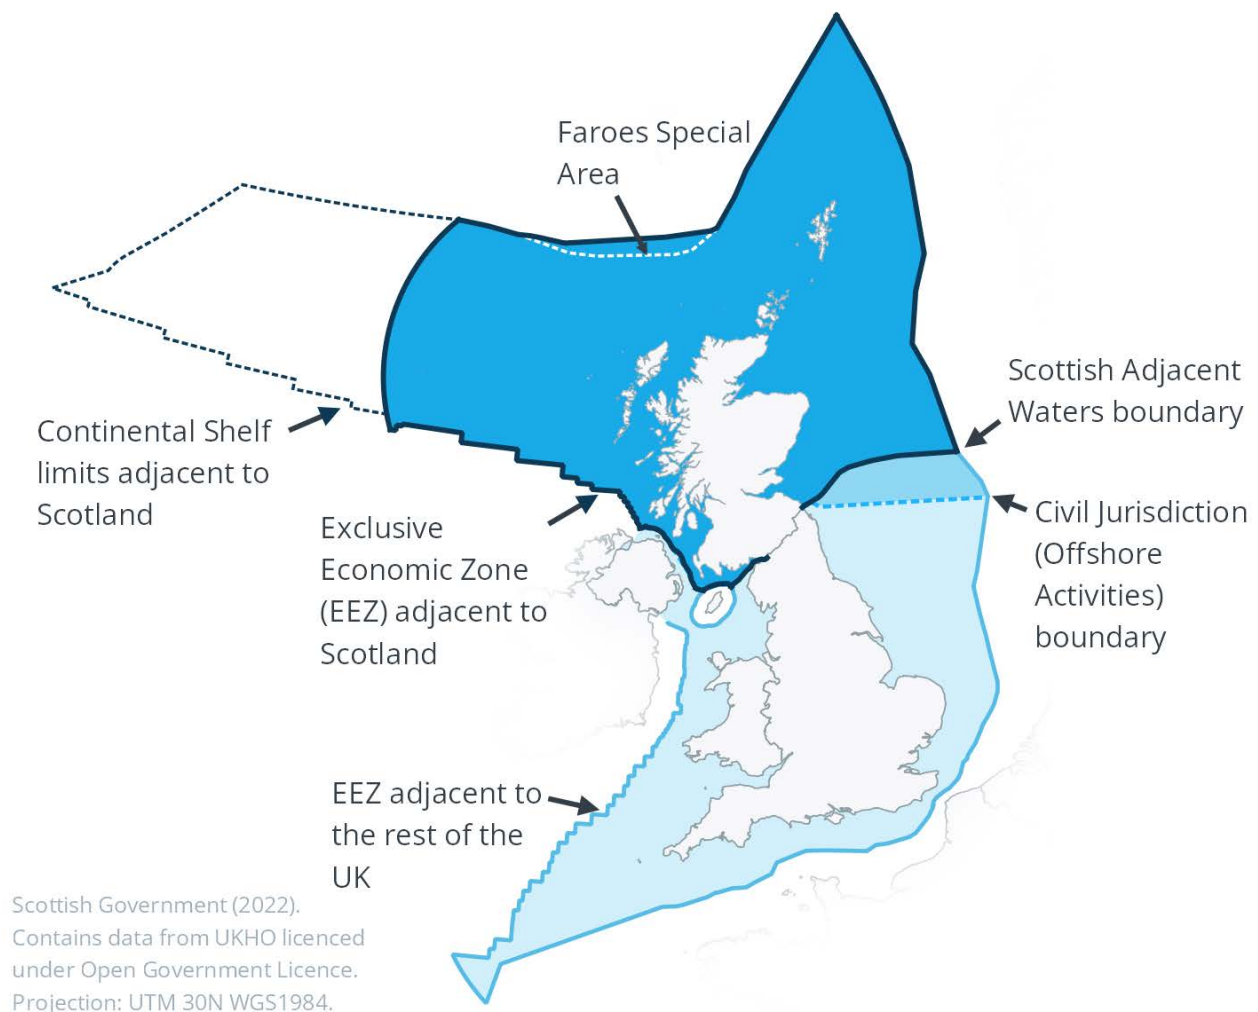 Faroes Special
Area
Scottish Adjacent
Waters boundary
Continental Shelf
limits adjacent to
Scotland
Exclusive
Economic Zone
(EEZ) adjacent to
Scotland
Civil Jurisdiction
(Offshore
Activities)
boundary
EEZ adjacent to
the rest of the
UK
Scottish Government (2022).
Contains data from UKHO licenced
under Open Government Licence.
Projection: UTM 30N WGS1984.